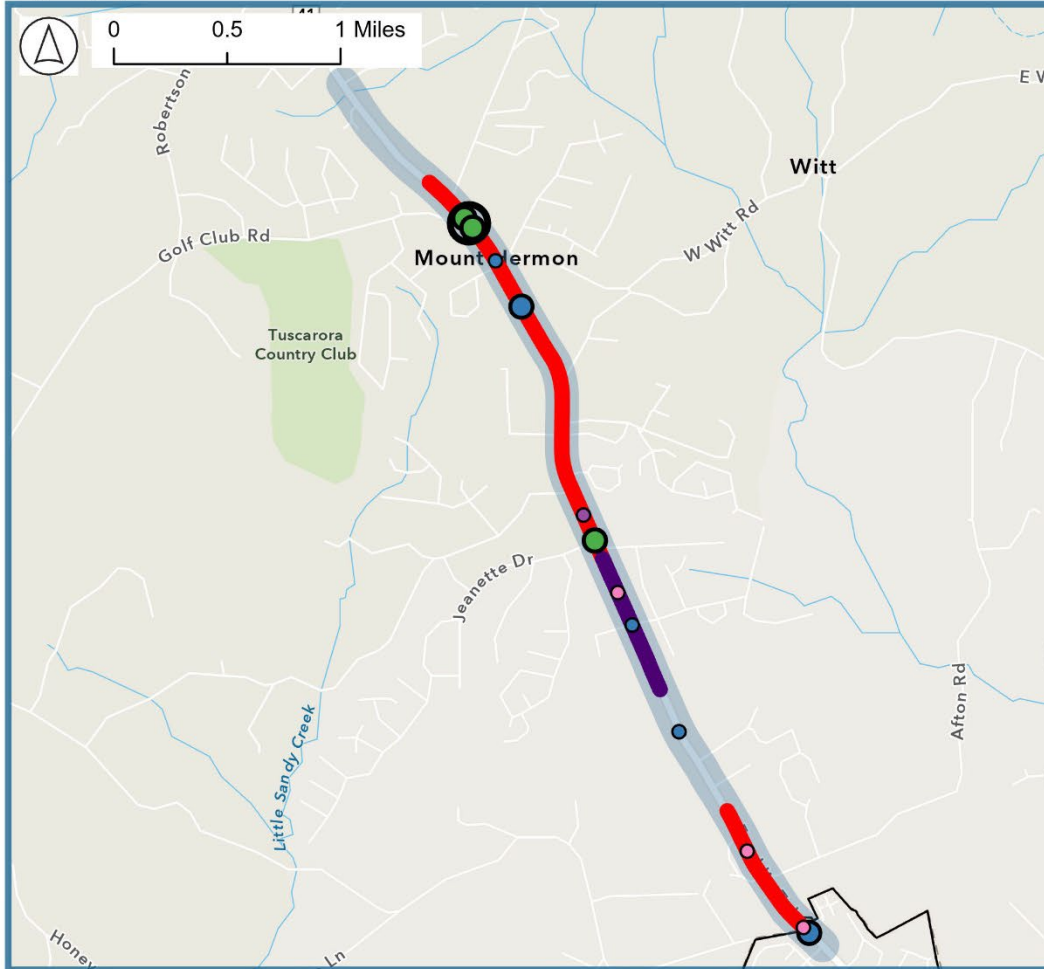 41
0 0.5 1 Miles
E W
Robertson
Witt
W Witt Rd
Golf Club Rd
Mount Hermon
Tuscarora
Country Club
Jeanette Dr
Afton Rd
Little Sandy Creek
Honey
Ln